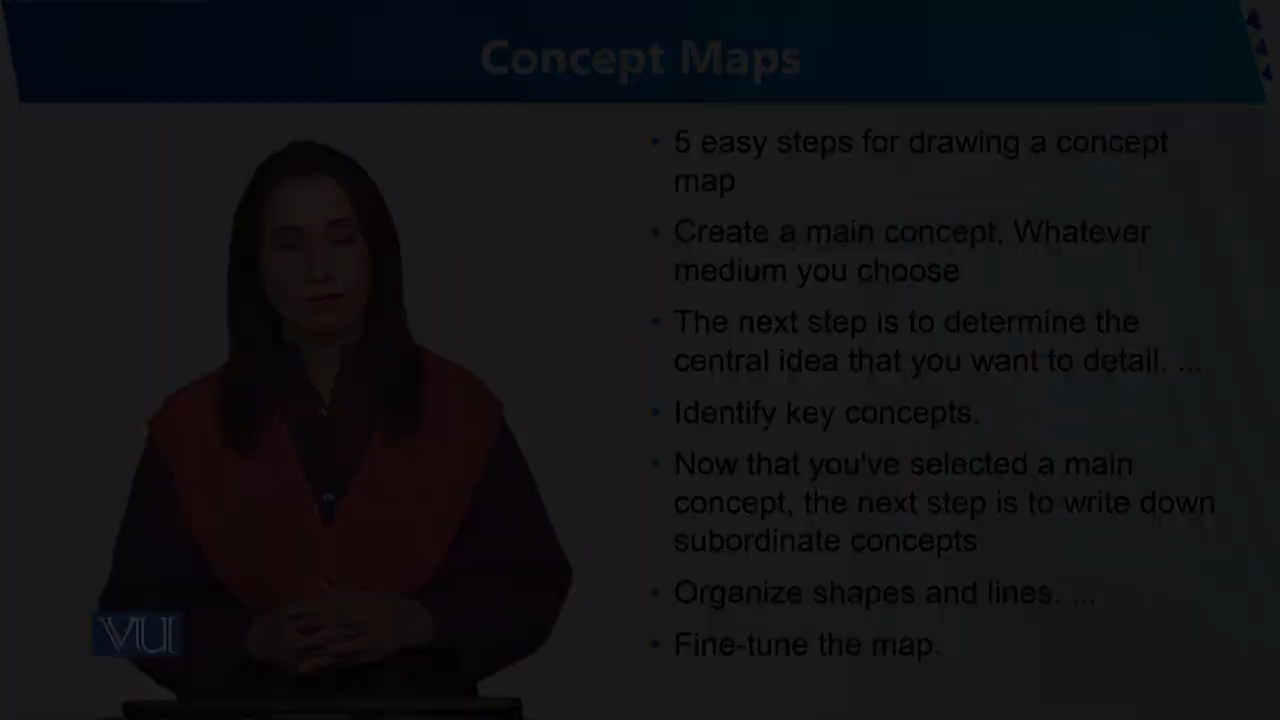 Concept Maps
• 5 easy steps for drawing a concept
map
• Create a main concept. Whatever
medium you choose
• The next step is to determine the
central idea that you want to detail. ...
• Identify key concepts.
• Now that you've selected a main
concept, the next step is to write down
subordinate concepts
• Organize shapes and lines. ...
• Fine-tune the map.
VU